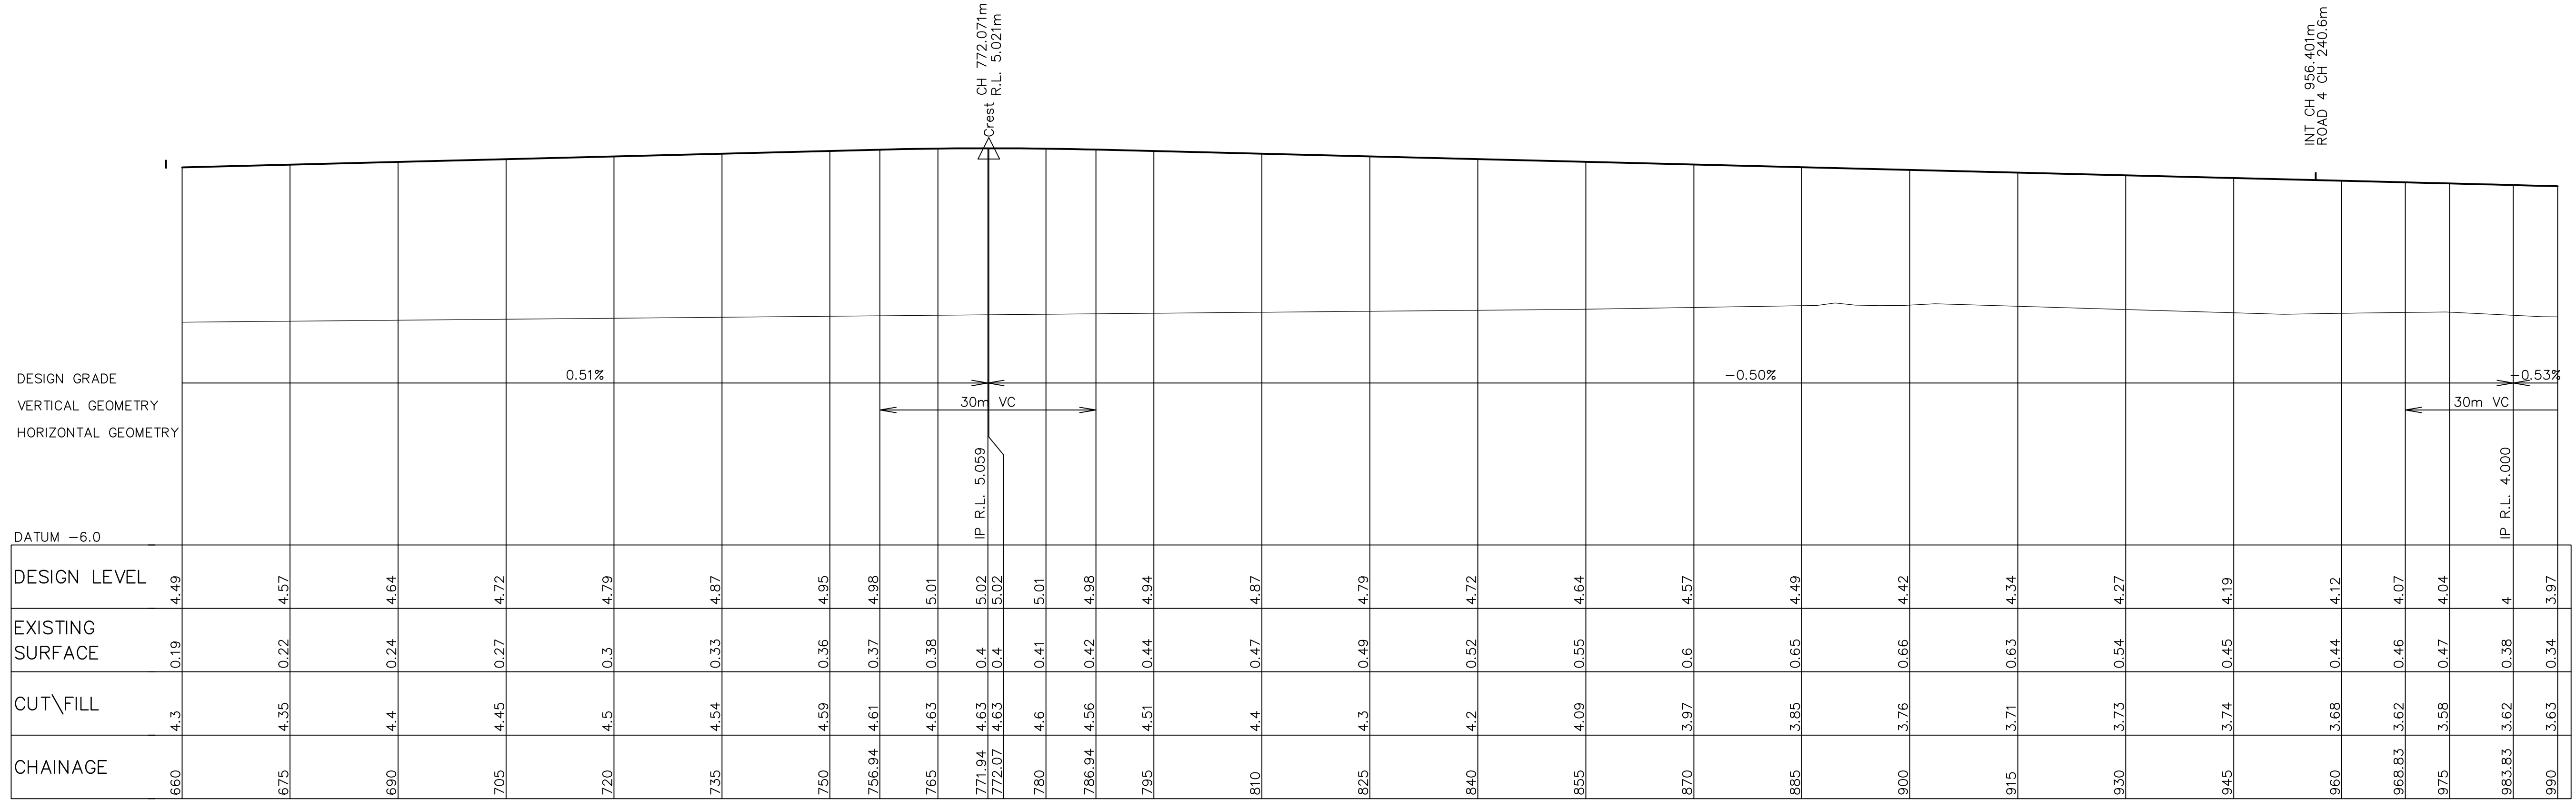 Crest CH 772.071m
R.L. 5.021m
INT CH 956.401m
ROAD 4 CH 240.6m
DESIGN GRADE 0.51% -0.50% -0.53%
VERTICAL GEOMETRY 30m VC 30m VC
HORIZONTAL GEOMETRY
IP R.L. 5.059
IP R.L. 4.000
DATUM -6.0
DESIGN LEVEL 4.49 4.57 4.64 4.72 4.79 4.87 4.95 4.98 5.01 5.02 5.02 5.01 4.98 4.94 4.87 4.79 4.72 4.64 4.57 4.49 4.42 4.34 4.27 4.19 4.12 4.07 4.04 4 3.97
EXISTING
SURFACE 0.19 0.22 0.24 0.27 0.3 0.33 0.36 0.37 0.38 0.4 0.4 0.41 0.42 0.44 0.47 0.49 0.52 0.55 0.6 0.65 0.66 0.63 0.54 0.45 0.44 0.46 0.47 0.38 0.34
CUT\FILL 4.3 4.35 4.4 4.45 4.5 4.54 4.59 4.61 4.63 4.63 4.63 4.6 4.56 4.51 4.4 4.3 4.2 4.09 3.97 3.85 3.76 3.71 3.73 3.74 3.68 3.62 3.58 3.62 3.63
CHAINAGE 660 675 690 705 720 735 750 756.94 765 771.94 772.07 780 786.94 795 810 825 840 855 870 885 900 915 930 945 960 968.83 975 983.83 990